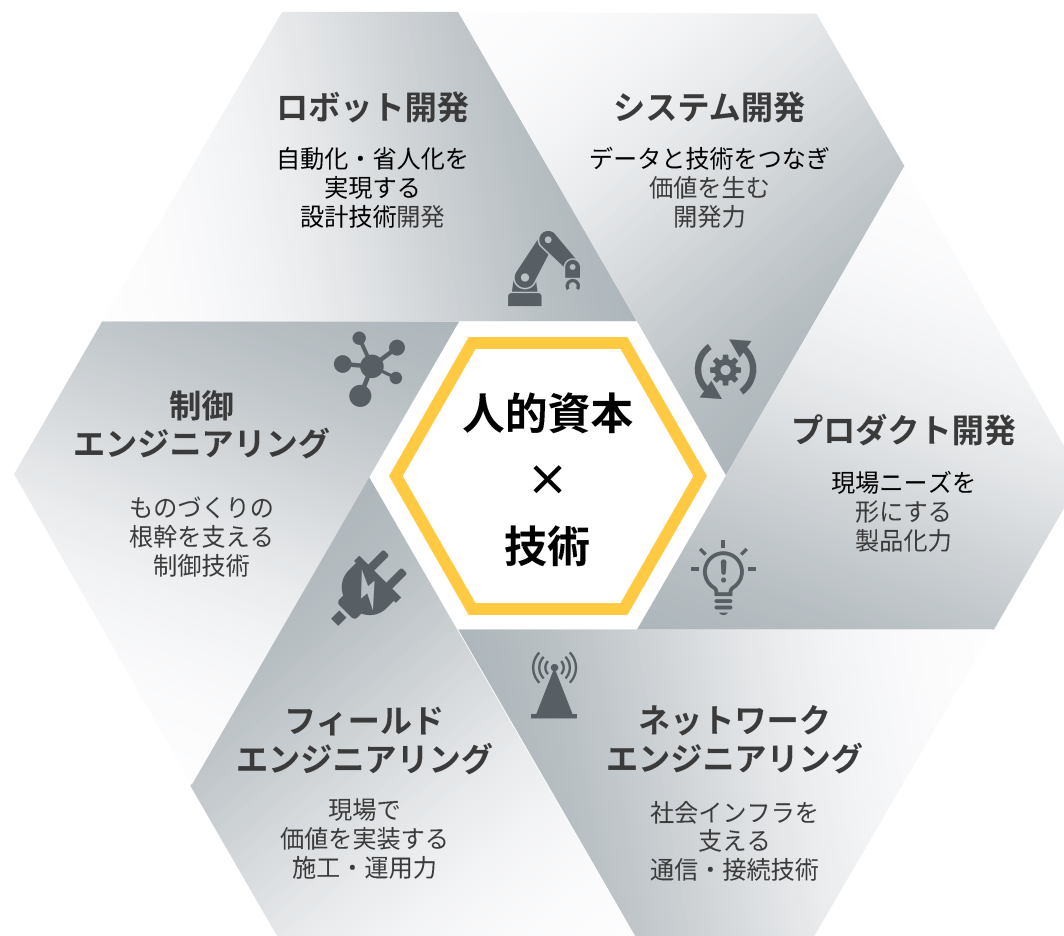 ロボット開発
自動化・省人化を
実現する
設計技術開発
システム開発
データと技術をつなぎ
価値を生む
開発力
制御
エンジニアリング
ものづくりの
根幹を支える
制御技術
人的資本
×
技術
プロダクト開発
現場ニーズを
形にする
製品化力
フィールド
エンジニアリング
現場で
価値を実装する
施工・運用力
ネットワーク
エンジニアリング
社会インフラを
支える
通信・接続技術